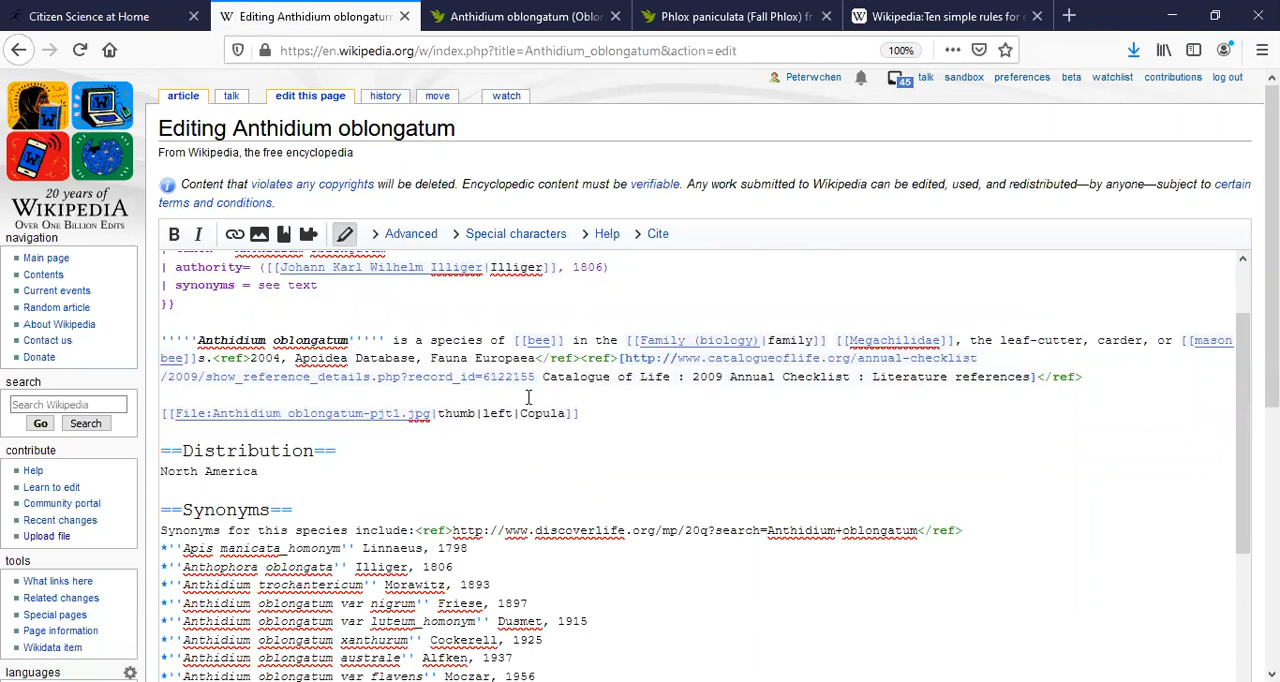 Citizen Science at Home
Editing Anthidium oblongatum
Anthidium oblongatum (Oblon
Phlox paniculata (Fall Phlox) fr
Wikipedia:Ten simple rules for e
https://en.wikipedia.org/w/index.php?title=Anthidium_oblongatum&action=edit
100%
Peterwchen 45 talk sandbox preferences beta watchlist contributions log out
article talk edit this page history move watch
Editing Anthidium oblongatum
From Wikipedia, the free encyclopedia
Content that violates any copyrights will be deleted. Encyclopedic content must be verifiable. Any work submitted to Wikipedia can be edited, used, and redistributed—by anyone—subject to certain
terms and conditions.
20 years of
WIKIPEDIA
OVER ONE BILLION EDITS
navigation
Main page
Contents
Current events
Random article
About Wikipedia
Contact us
Donate
search
Search Wikipedia
Go Search
contribute
Help
Learn to edit
Community portal
Recent changes
Upload file
tools
What links here
Related changes
Special pages
Page information
Wikidata item
languages
B I Advanced Special characters Help Cite
| authority= ([[Johann Karl Wilhelm Illiger|Illiger]], 1806)
| synonyms = see text
}}
'''''Anthidium oblongatum''''' is a species of [[bee]] in the [[Family (biology)|family]] [[Megachilidae]], the leaf-cutter, carder, or [[mason
bee]]s.<ref>2004, Apoides Database, Fauna Europaea</ref><ref>[http://www.catalogueoflife.org/annual-checklist
/2009/show_reference_details.php?record_id=6122155 Catalogue of Life : 2009 Annual Checklist : Literature references]</ref>
[[File:Anthidium oblongatum-pjt1.jpg|thumb|left|Copula]]
==Distribution==
North America
==Synonyms==
Synonyms for this species include:<ref>http://www.discoverlife.org/mp/20q?search=Anthidium+oblongatum</ref>
*''Apis manicata_homonym'' Linnaeus, 1798
*''Anthophora oblongata'' Illiger, 1806
*''Anthidium trochantericum'' Morawitz, 1893
*''Anthidium oblongatum var nigrum'' Friese, 1897
*''Anthidium oblongatum var luteum_homonym'' Dusmet, 1915
*''Anthidium oblongatum xanthurum'' Cockerell, 1925
*''Anthidium oblongatum australe'' Alfken, 1937
*''Anthidium oblongatum var flavens'' Moczar, 1956